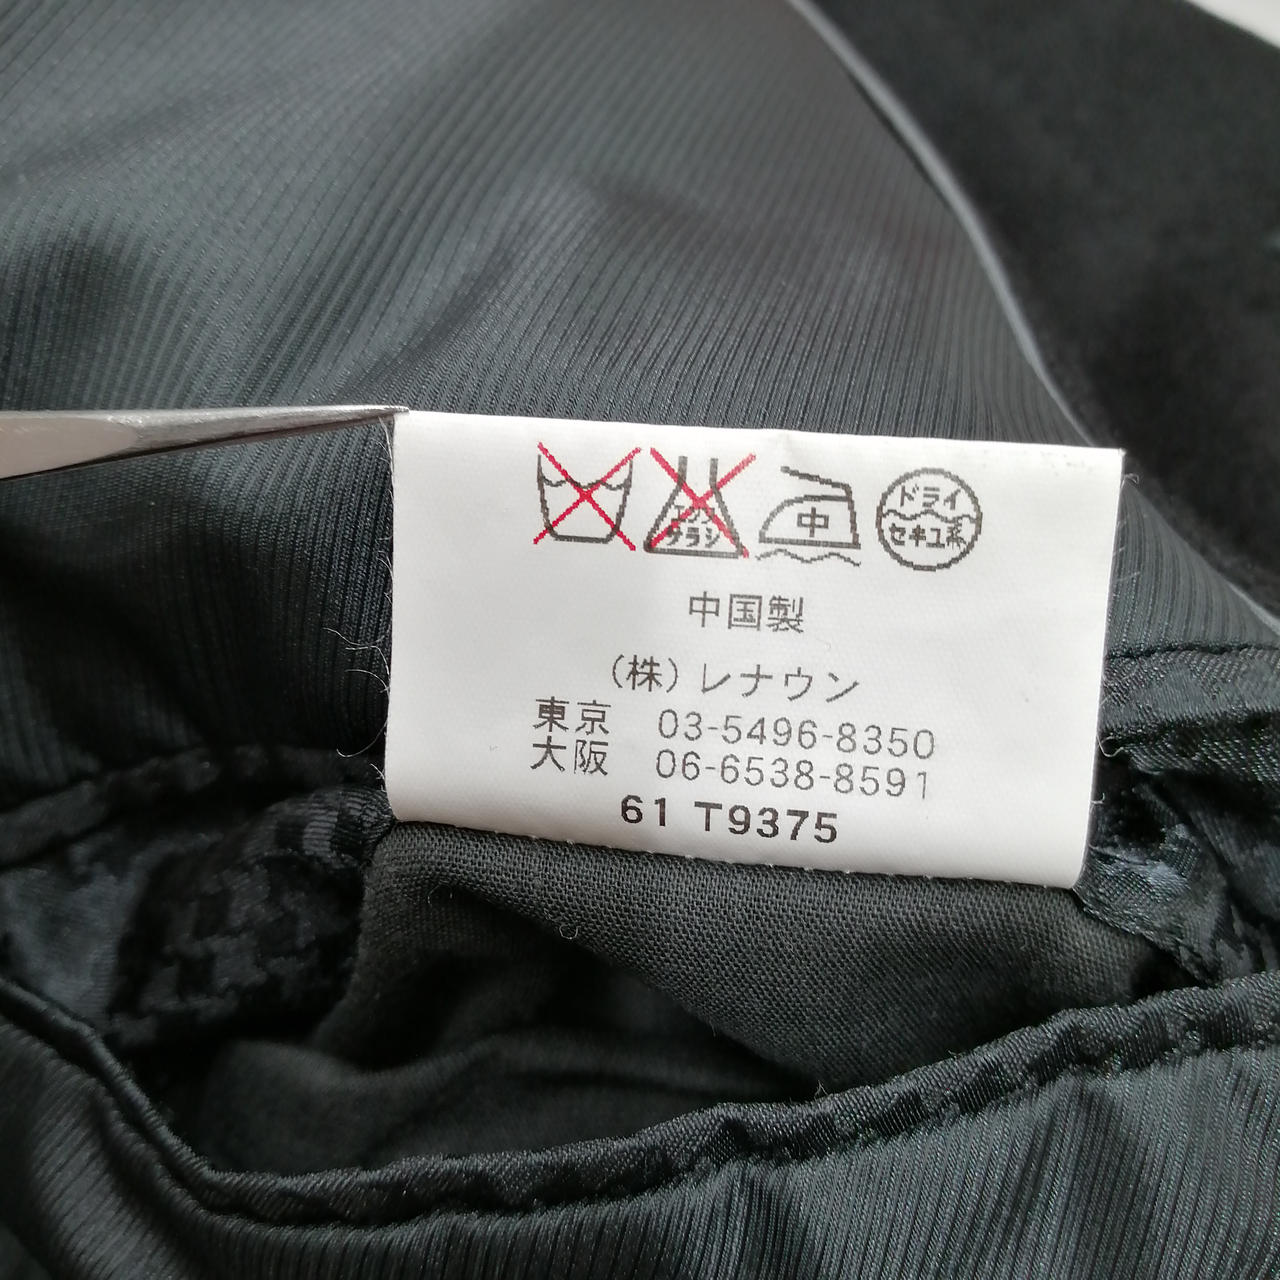 エンソ
サラシ
中
ドライ
セキユ系
中国製
(株)レナウン
東京 03-5496-8350
大阪 06-6538-8591
61 T9375